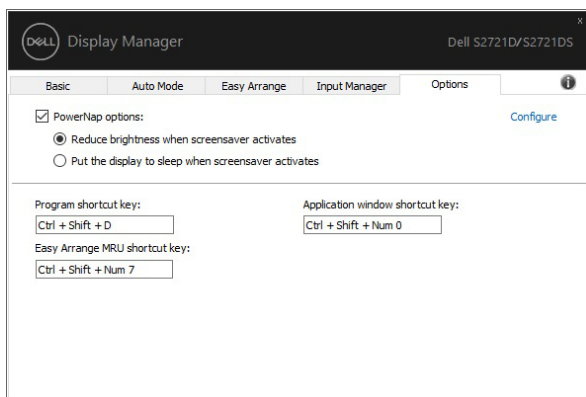 DELL Display Manager Dell S2721D/S2721DS
Basic Auto Mode Easy Arrange Input Manager Options
PowerNap options: Configure
Reduce brightness when screensaver activates
Put the display to sleep when screensaver activates
Program shortcut key: Application window shortcut key:
Ctrl + Shift + D Ctrl + Shift + Num 0
Easy Arrange MRU shortcut key:
Ctrl + Shift + Num 7